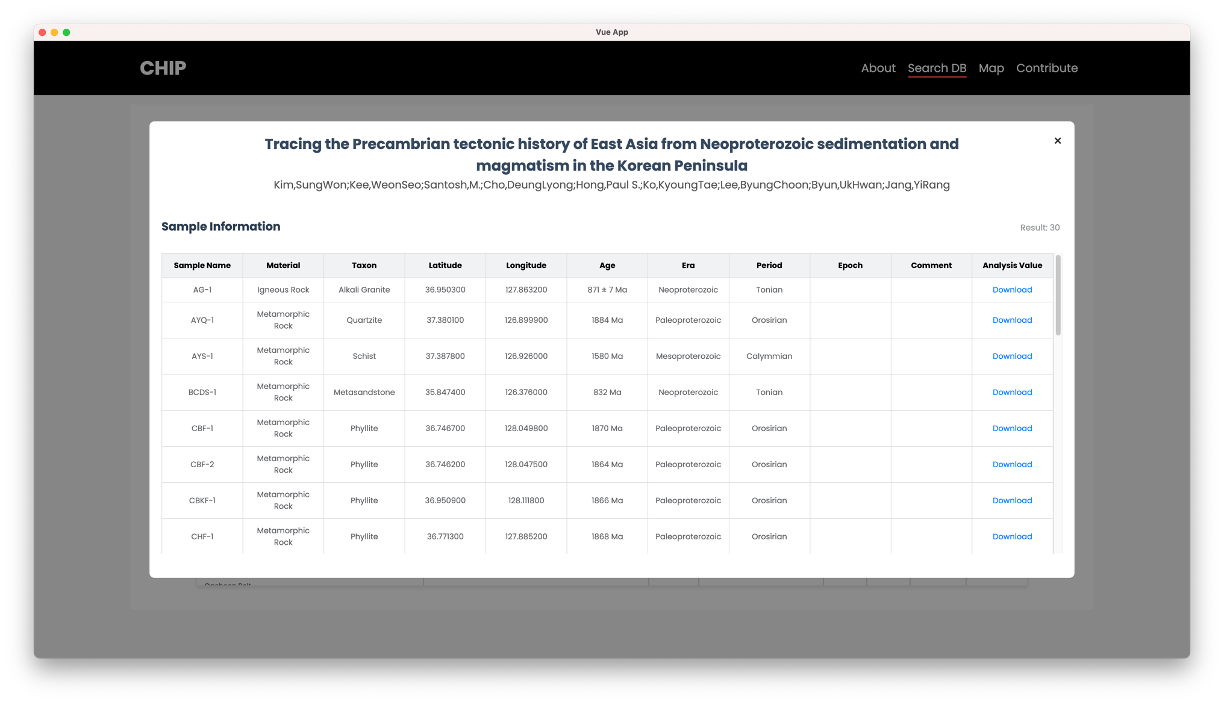 Vue App
CHIP
About Search DB Map Contribute
×
Tracing the Precambrian tectonic history of East Asia from Neoproterozoic sedimentation and
magmatism in the Korean Peninsula
Kim,SungWon;Kee,WeonSeo;Santosh,M.;Cho,DeungLyong;Hong,Paul S.;Ko,KyoungTae;Lee,ByungChoon;Byun,UkHwan;Jang,YiRang
Sample Information Result: 30
Sample Name Material Taxon Latitude Longitude Age Era Period Epoch Comment Analysis Value
AG-1 Igneous Rock Alkali Granite 36.950300 127.863200 871 ± 7 Ma Neoproterozoic Tonian Download
AYQ-1 Metamorphic Rock Quartzite 37.380100 126.899900 1884 Ma Paleoproterozoic Orosirian Download
AYS-1 Metamorphic Rock Schist 37.387800 126.926000 1580 Ma Mesoproterozoic Calymmian Download
BCDS-1 Metamorphic Rock Metasandstone 35.847400 126.376000 832 Ma Neoproterozoic Tonian Download
CBF-1 Metamorphic Rock Phyllite 36.746700 128.049800 1870 Ma Paleoproterozoic Orosirian Download
CBF-2 Metamorphic Rock Phyllite 36.746200 128.047500 1864 Ma Paleoproterozoic Orosirian Download
CBKF-1 Metamorphic Rock Phyllite 36.950900 128.111800 1866 Ma Paleoproterozoic Orosirian Download
CHF-1 Metamorphic Rock Phyllite 36.771300 127.885200 1868 Ma Paleoproterozoic Orosirian Download